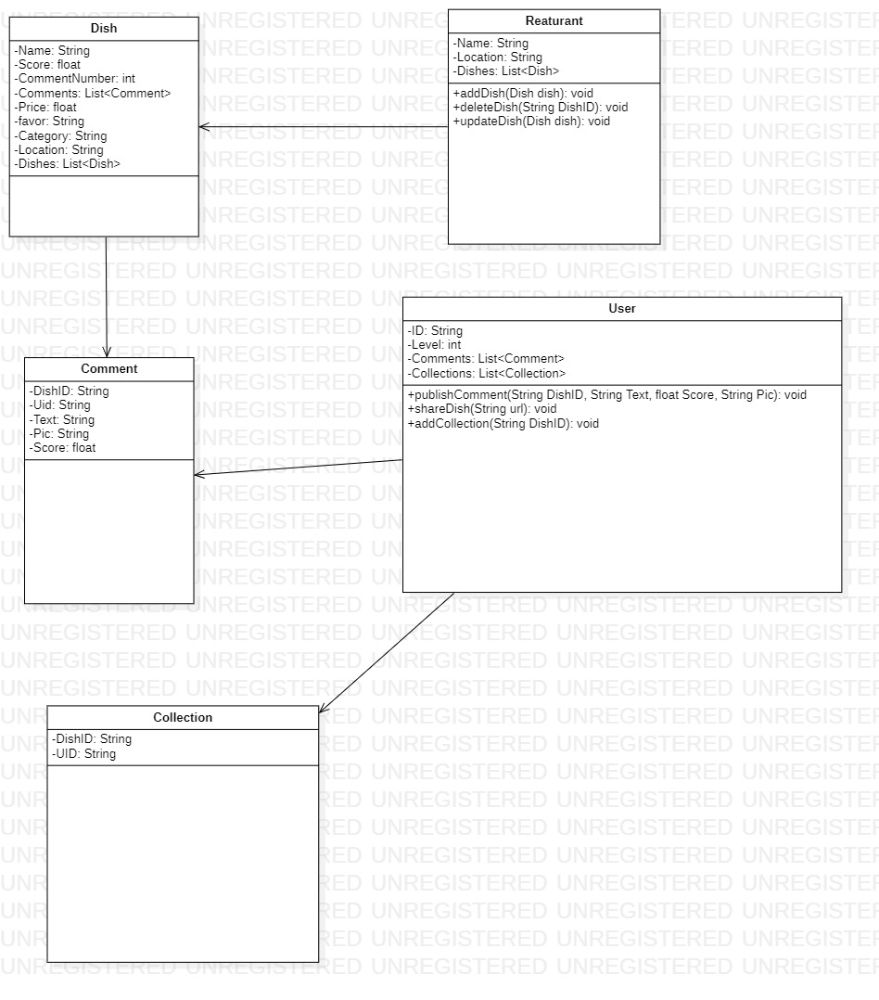 Dish
-Name: String
-Score: float
-CommentNumber: int
-Comments: List<Comment>
-Price: float
-favor: String
-Category: String
-Location: String
-Dishes: List<Dish>
Reaturant
-Name: String
-Location: String
-Dishes: List<Dish>
+addDish(Dish dish): void
+deleteDish(String DishID): void
+updateDish(Dish dish): void
User
-ID: String
-Level: int
-Comments: List<Comment>
-Collections: List<Collection>
+publishComment(String DishID, String Text, float Score, String Pic): void
+shareDish(String url): void
+addCollection(String DishID): void
Comment
-DishID: String
-Uid: String
-Text: String
-Pic: String
-Score: float
Collection
-DishID: String
-UID: String
UNREGISTERED